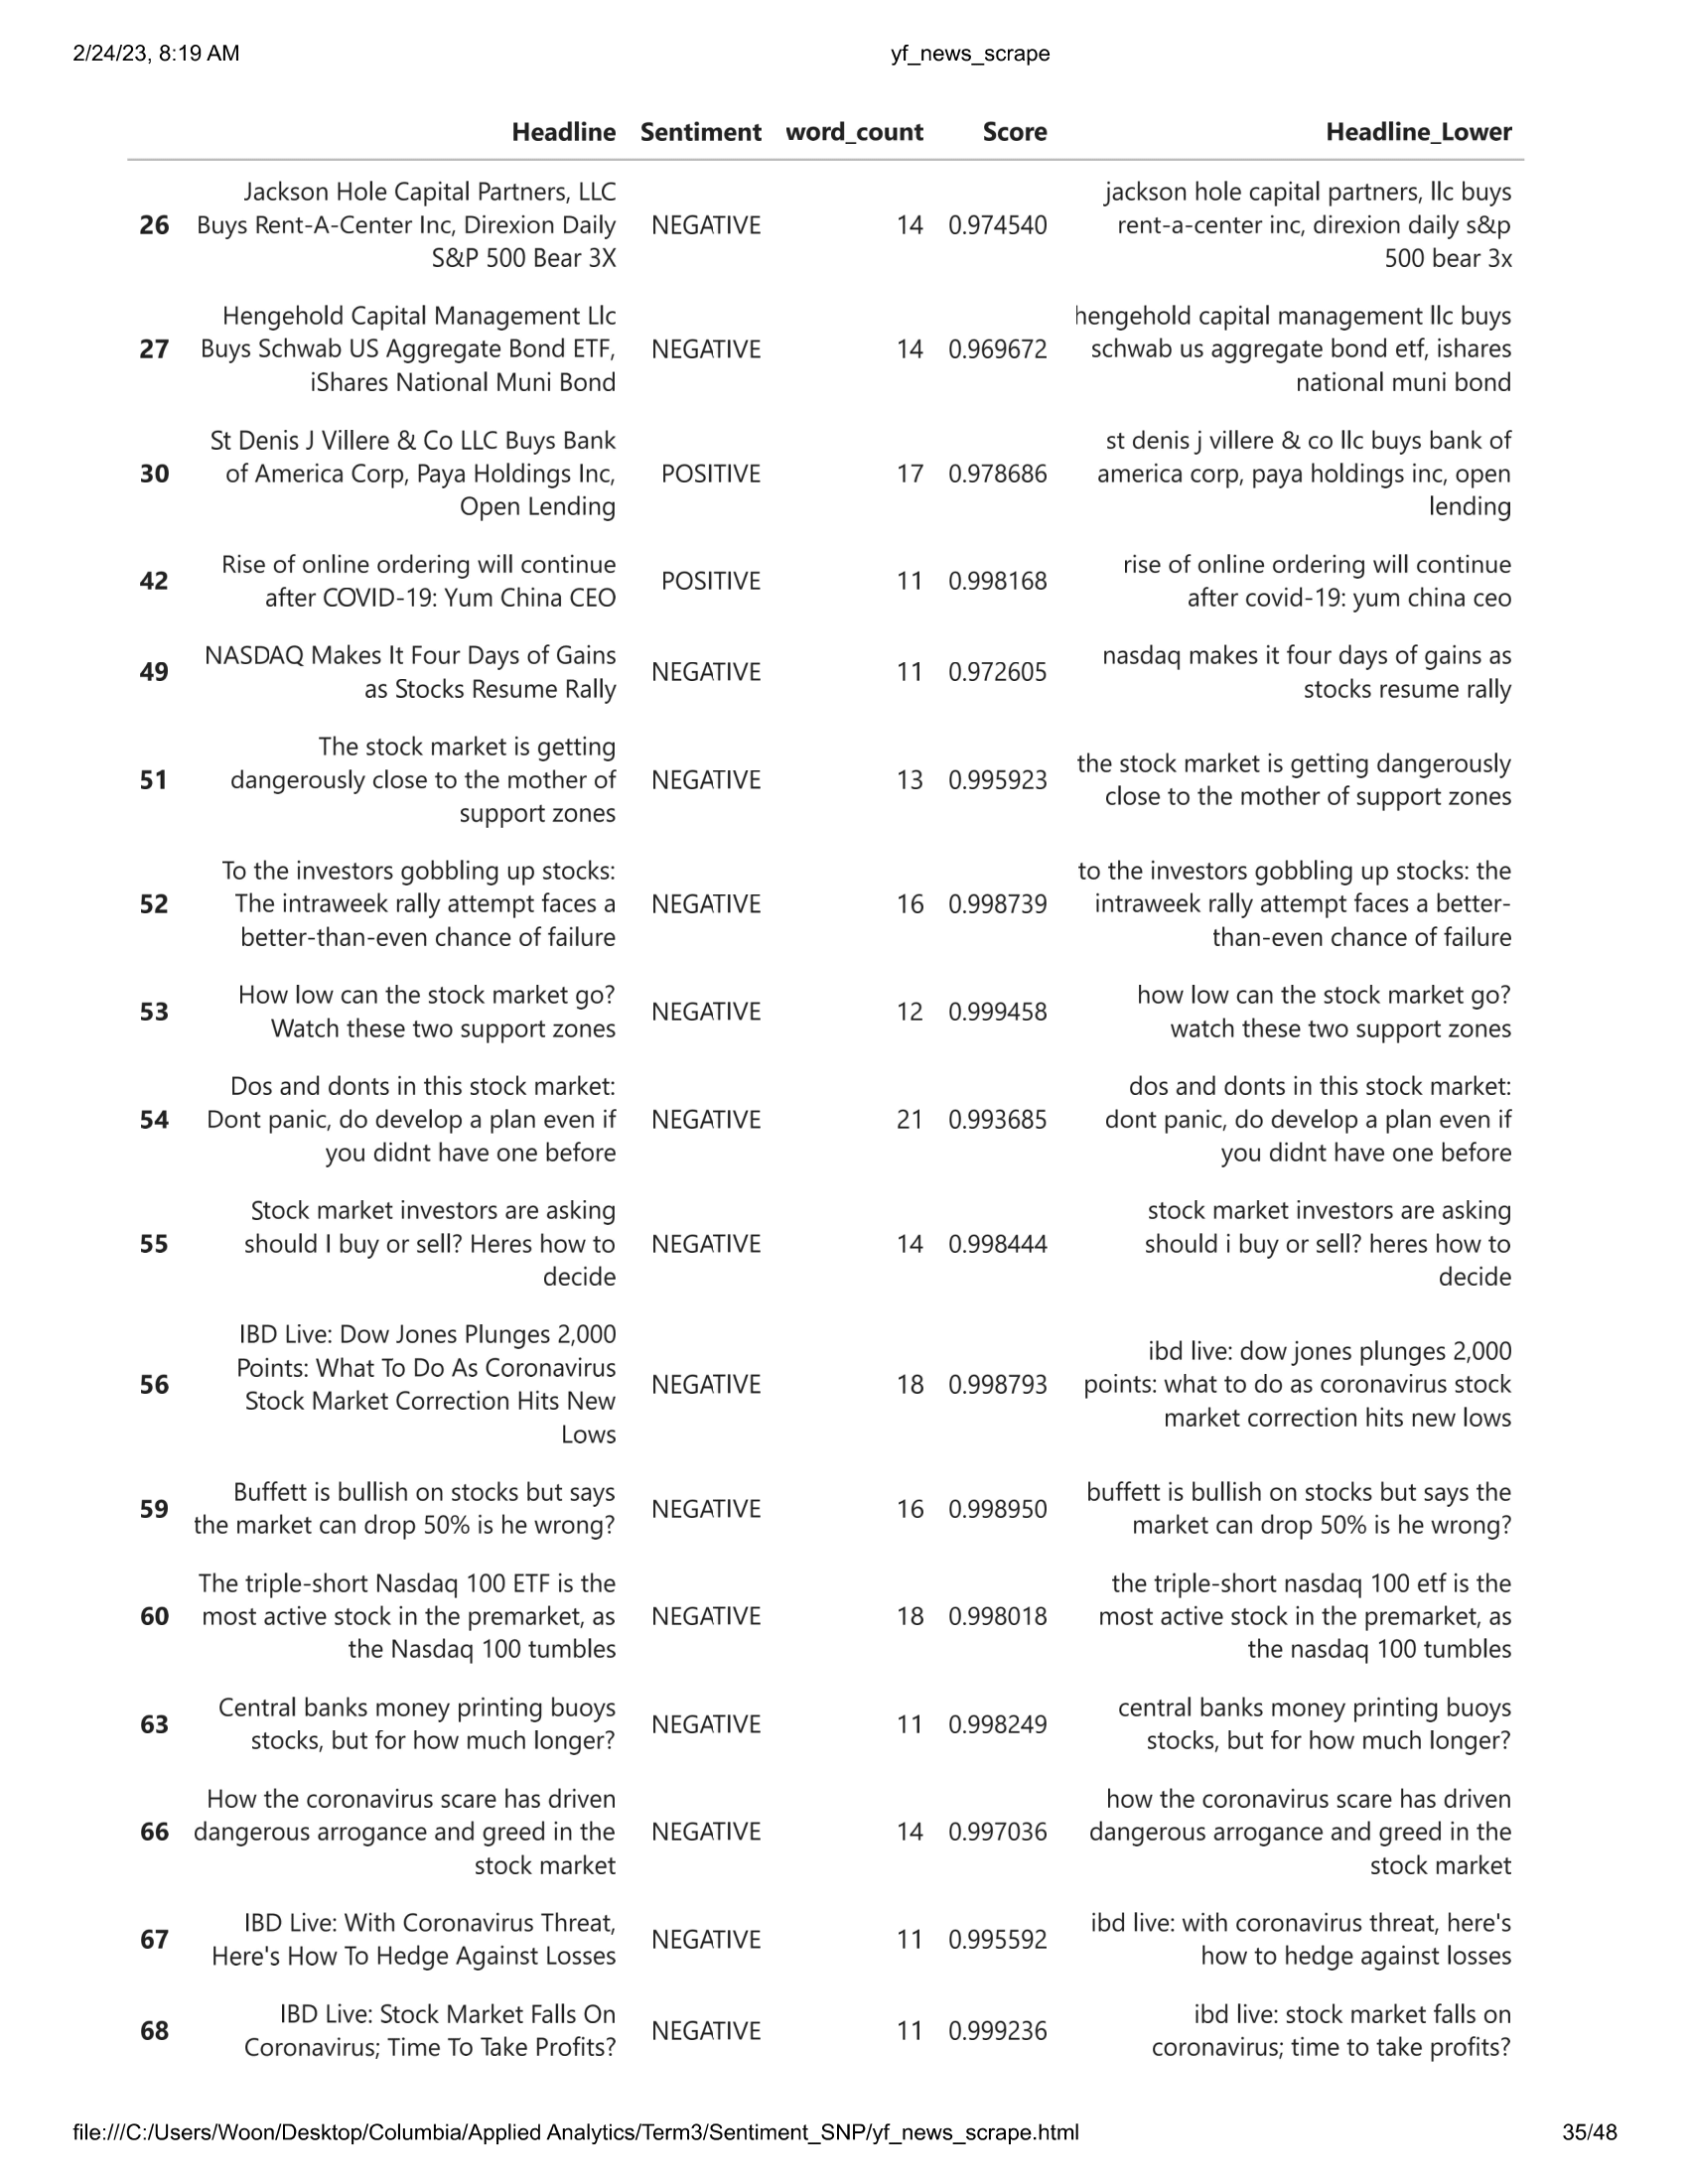 2/24/23, 8:19 AM yf_news_scrape
Headline Sentiment word_count Score Headline_Lower
Jackson Hole Capital Partners, LLC jackson hole capital partners, llc buys
26 Buys Rent-A-Center Inc, Direxion Daily NEGATIVE 14 0.974540 rent-a-center inc, direxion daily s&p
S&P 500 Bear 3X 500 bear 3x
Hengehold Capital Management Llc hengehold capital management llc buys
27 Buys Schwab US Aggregate Bond ETF, NEGATIVE 14 0.969672 schwab us aggregate bond etf, ishares
iShares National Muni Bond national muni bond
St Denis J Villere & Co LLC Buys Bank st denis j villere & co llc buys bank of
30 of America Corp, Paya Holdings Inc, POSITIVE 17 0.978686 america corp, paya holdings inc, open
Open Lending lending
Rise of online ordering will continue rise of online ordering will continue
42 POSITIVE 11 0.998168
after COVID-19: Yum China CEO after covid-19: yum china ceo
NASDAQ Makes It Four Days of Gains nasdaq makes it four days of gains as
49 NEGATIVE 11 0.972605
as Stocks Resume Rally stocks resume rally
The stock market is getting
the stock market is getting dangerously
51 dangerously close to the mother of NEGATIVE 13 0.995923
close to the mother of support zones
support zones
To the investors gobbling up stocks: to the investors gobbling up stocks: the
52 The intraweek rally attempt faces a NEGATIVE 16 0.998739 intraweek rally attempt faces a better-
better-than-even chance of failure than-even chance of failure
How low can the stock market go? how low can the stock market go?
53 NEGATIVE 12 0.999458
Watch these two support zones watch these two support zones
Dos and donts in this stock market: dos and donts in this stock market:
54 Dont panic, do develop a plan even if NEGATIVE 21 0.993685 dont panic, do develop a plan even if
you didnt have one before you didnt have one before
Stock market investors are asking stock market investors are asking
55 should I buy or sell? Heres how to NEGATIVE 14 0.998444 should i buy or sell? heres how to
decide decide
IBD Live: Dow Jones Plunges 2,000
ibd live: dow jones plunges 2,000
Points: What To Do As Coronavirus
56 NEGATIVE 18 0.998793 points: what to do as coronavirus stock
Stock Market Correction Hits New
market correction hits new lows
Lows
Buffett is bullish on stocks but says buffett is bullish on stocks but says the
59 NEGATIVE 16 0.998950
the market can drop 50% is he wrong? market can drop 50% is he wrong?
The triple-short Nasdaq 100 ETF is the the triple-short nasdaq 100 etf is the
60 most active stock in the premarket, as NEGATIVE 18 0.998018 most active stock in the premarket, as
the Nasdaq 100 tumbles the nasdaq 100 tumbles
Central banks money printing buoys central banks money printing buoys
63 NEGATIVE 11 0.998249
stocks, but for how much longer? stocks, but for how much longer?
How the coronavirus scare has driven how the coronavirus scare has driven
66 dangerous arrogance and greed in the NEGATIVE 14 0.997036 dangerous arrogance and greed in the
stock market stock market
IBD Live: With Coronavirus Threat, ibd live: with coronavirus threat, here's
67 NEGATIVE 11 0.995592
Here's How To Hedge Against Losses how to hedge against losses
IBD Live: Stock Market Falls On ibd live: stock market falls on
68 NEGATIVE 11 0.999236
Coronavirus; Time To Take Profits? coronavirus; time to take profits?
file:///C:/Users/Woon/Desktop/Columbia/Applied Analytics/Term3/Sentiment_SNP/yf_news_scrape.html 35/48